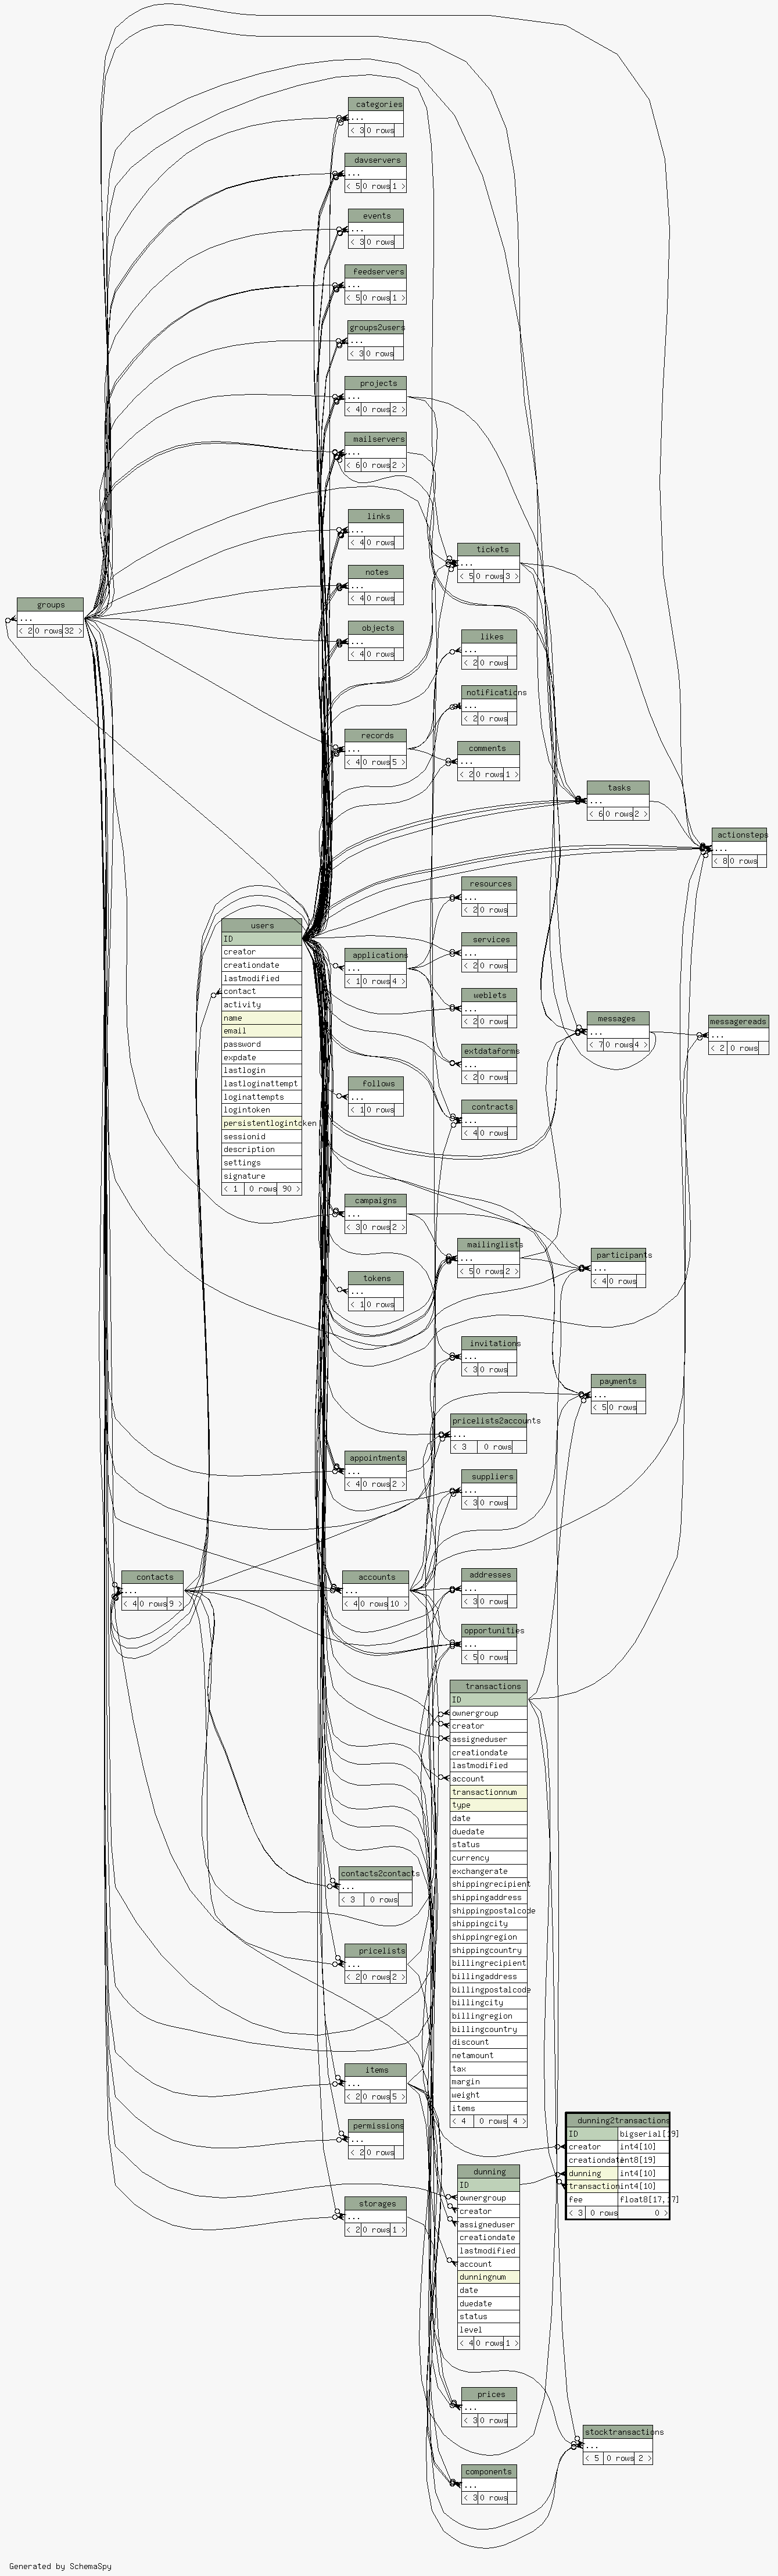 categories
...
< 3 0 rows
davservers
...
< 5 0 rows 1 >
events
...
< 3 0 rows
feedservers
...
< 5 0 rows 1 >
groups2users
...
< 3 0 rows
projects
...
< 4 0 rows 2 >
mailservers
...
< 6 0 rows 2 >
links
...
< 4 0 rows
tickets
...
< 5 0 rows 3 >
notes
...
< 4 0 rows
groups
...
< 2 0 rows 32 >
objects
...
< 4 0 rows
likes
...
< 2 0 rows
notifications
...
< 2 0 rows
records
...
< 4 0 rows 5 >
comments
...
< 2 0 rows 1 >
tasks
...
< 6 0 rows 2 >
actionsteps
...
< 8 0 rows
resources
...
< 2 0 rows
users
ID
creator
creationdate
lastmodified
contact
activity
name
email
password
expdate
lastlogin
lastloginattempt
loginattempts
logintoken
persistentlogintoken
sessionid
description
settings
signature
< 1 0 rows 90 >
services
...
< 2 0 rows
applications
...
< 1 0 rows 4 >
weblets
...
< 2 0 rows
messages
...
< 7 0 rows 4 >
messagereads
...
< 2 0 rows
extdataforms
...
< 2 0 rows
follows
...
< 1 0 rows
contracts
...
< 4 0 rows
campaigns
...
< 3 0 rows 2 >
mailinglists
...
< 5 0 rows 2 >
participants
...
< 4 0 rows
tokens
...
< 1 0 rows
invitations
...
< 3 0 rows
payments
...
< 5 0 rows
pricelists2accounts
...
< 3 0 rows
appointments
...
< 4 0 rows 2 >
suppliers
...
< 3 0 rows
contacts
...
< 4 0 rows 9 >
accounts
...
< 4 0 rows 10 >
addresses
...
< 3 0 rows
opportunities
...
< 5 0 rows
transactions
ID
ownergroup
creator
assigneduser
creationdate
lastmodified
account
transactionnum
type
date
duedate
status
currency
exchangerate
shippingrecipient
shippingaddress
shippingpostalcode
shippingcity
shippingregion
shippingcountry
billingrecipient
billingaddress
billingpostalcode
billingcity
billingregion
billingcountry
discount
netamount
tax
margin
weight
items
< 4 0 rows 4 >
contacts2contacts
...
< 3 0 rows
pricelists
...
< 2 0 rows 2 >
items
...
< 2 0 rows 5 >
permissions
...
< 2 0 rows
dunning2transactions
ID bigserial[19]
creator int4[10]
creationdate int8[19]
dunning int4[10]
transaction int4[10]
fee float8[17,17]
< 3 0 rows 0 >
dunning
ID
ownergroup
creator
assigneduser
creationdate
lastmodified
account
dunningnum
date
duedate
status
level
< 4 0 rows 1 >
storages
...
< 2 0 rows 1 >
prices
...
< 3 0 rows
stocktransactions
...
< 5 0 rows 2 >
components
...
< 3 0 rows
Generated by SchemaSpy